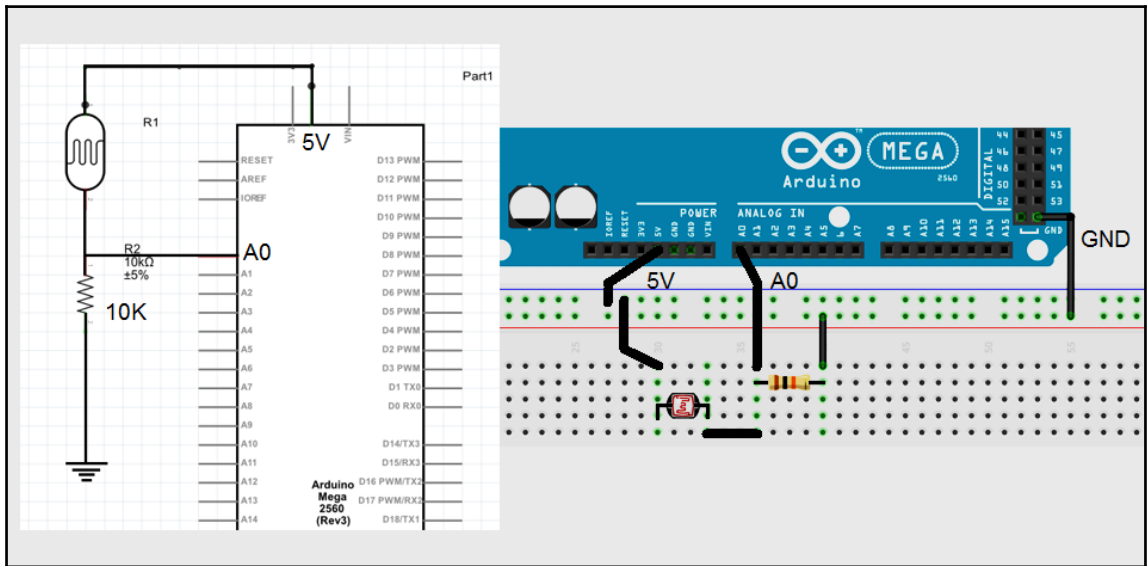 Part1
R1
3V3
5V
VIN
RESET
AREF
IOREF
R2
10kΩ
±5%
10K
A0
A1
A2
A3
A4
A5
A6
A7
A8
A9
A10
A11
A12
A13
A14
D13 PWM
D12 PWM
D11 PWM
D10 PWM
D9 PWM
D8 PWM
D7 PWM
D6 PWM
D5 PWM
D4 PWM
D2 PWM
D3 PWM
D1 TX0
D0 RX0
D14/TX3
D15/RX3
D16 PWM/TX2
D17 PWM/RX2
D18/TX1
Arduino
Mega
2560
(Rev3)
TM
Arduino
MEGA
2560
DIGITAL
44 45
46 47
48 49
50 51
52 53
GND
POWER
ANALOG IN
IOREF
RESET
3V3
5V
GND
GND
VIN
A0
A1
A2
A3
A4
A5
6
A7
A8
A9
A10
A11
A12
A13
A14
A15
GND
5V
A0
25
30
35
45
50
55